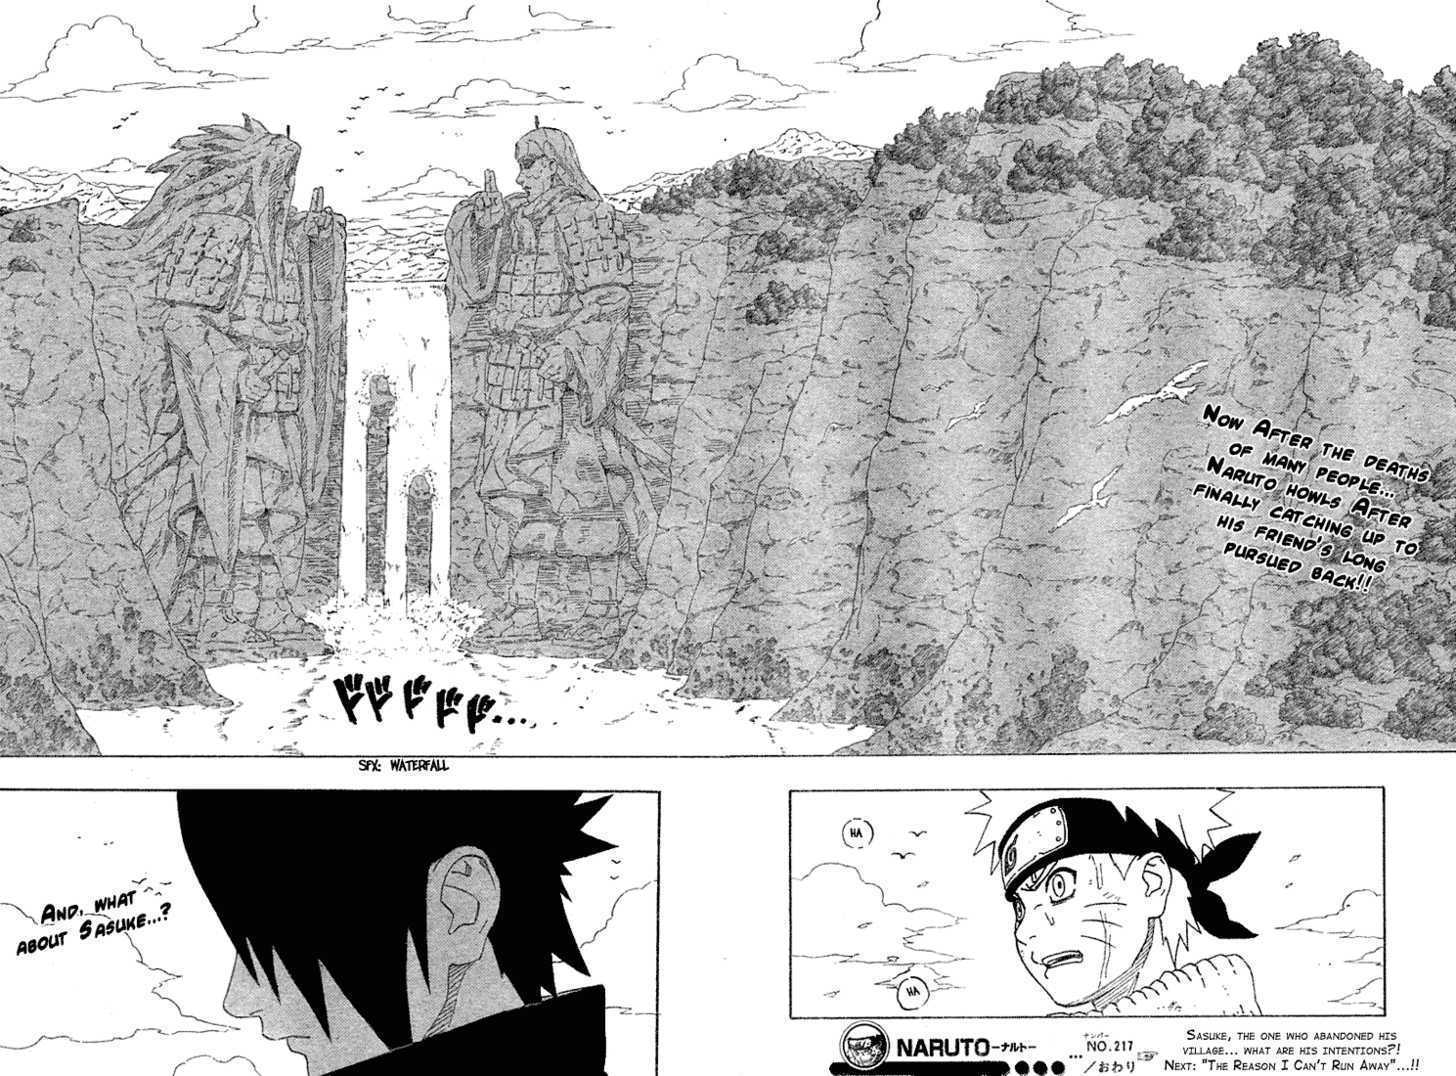 Now After the deaths
of many people...
Naruto howls After
finally catching up to
his friend's long
pursued back!!
ドドドドド...
SFX: WATERFALL
HA
HA
And, what
about Sasuke...?
NARUTO—ナルト—
...
ナンバー
NO.217
／おわり
Sasuke, the one who abandoned his
village... what are his intentions?!
Next: "The Reason I Can't Run Away"...!!